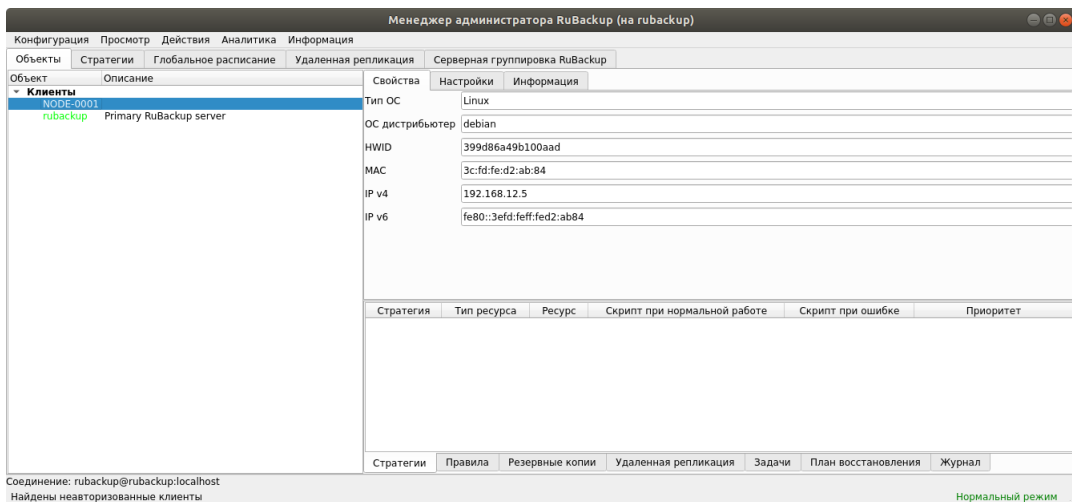 Менеджер администратора RuBackup (на rubackup)
Конфигурация Просмотр Действия Аналитика Информация
Объекты Стратегии Глобальное расписание Удаленная репликация Серверная группировка RuBackup
Объект Описание
Клиенты
NODE-0001
rubackup Primary RuBackup server
Свойства Настройки Информация
Тип ОС Linux
ОС дистрибьютер debian
HWID 399d86a49b100aad
MAC 3c:fd:fe:d2:ab:84
IP v4 192.168.12.5
IP v6 fe80::3efd:feff:fed2:ab84
Стратегия Тип ресурса Ресурс Скрипт при нормальной работе Скрипт при ошибке Приоритет
Стратегии Правила Резервные копии Удаленная репликация Задачи План восстановления Журнал
Соединение: rubackup@rubackup:localhost
Найдены неавторизованные клиенты Нормальный режим